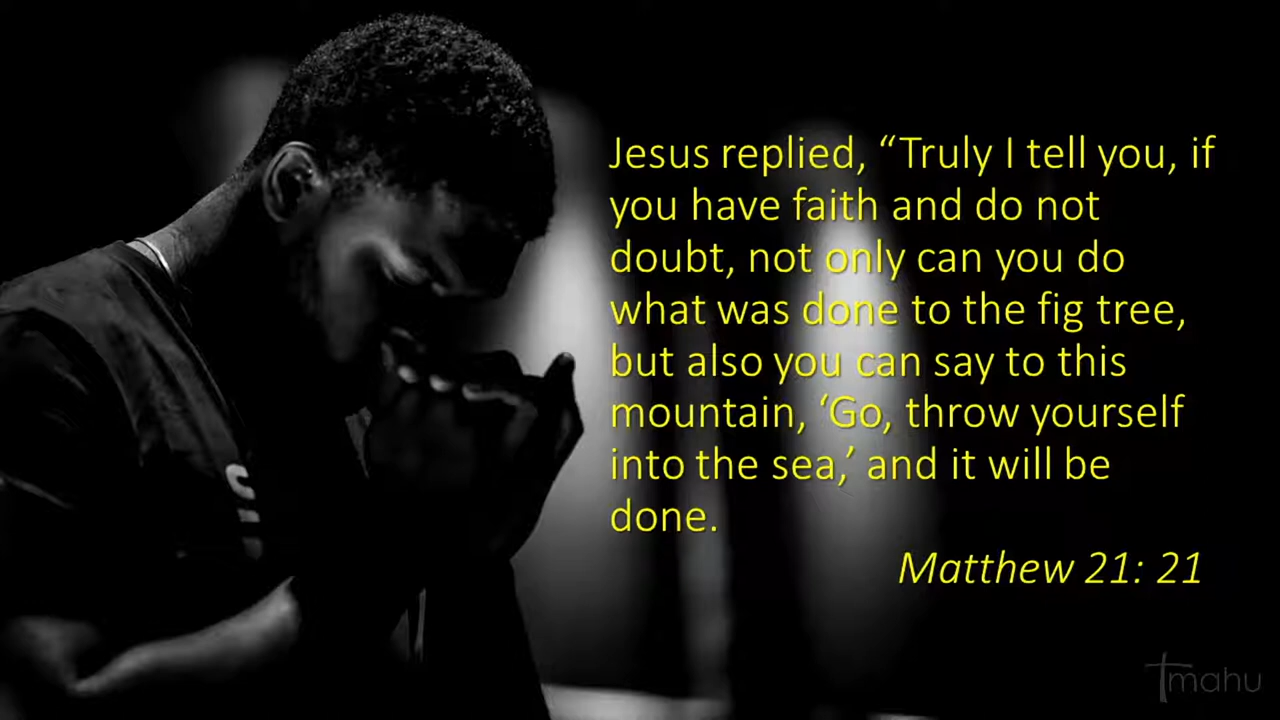 Jesus replied, “Truly I tell you, if
you have faith and do not
doubt, not only can you do
what was done to the fig tree,
but also you can say to this
mountain, ‘Go, throw yourself
into the sea,’ and it will be
done.
Matthew 21: 21
mahu